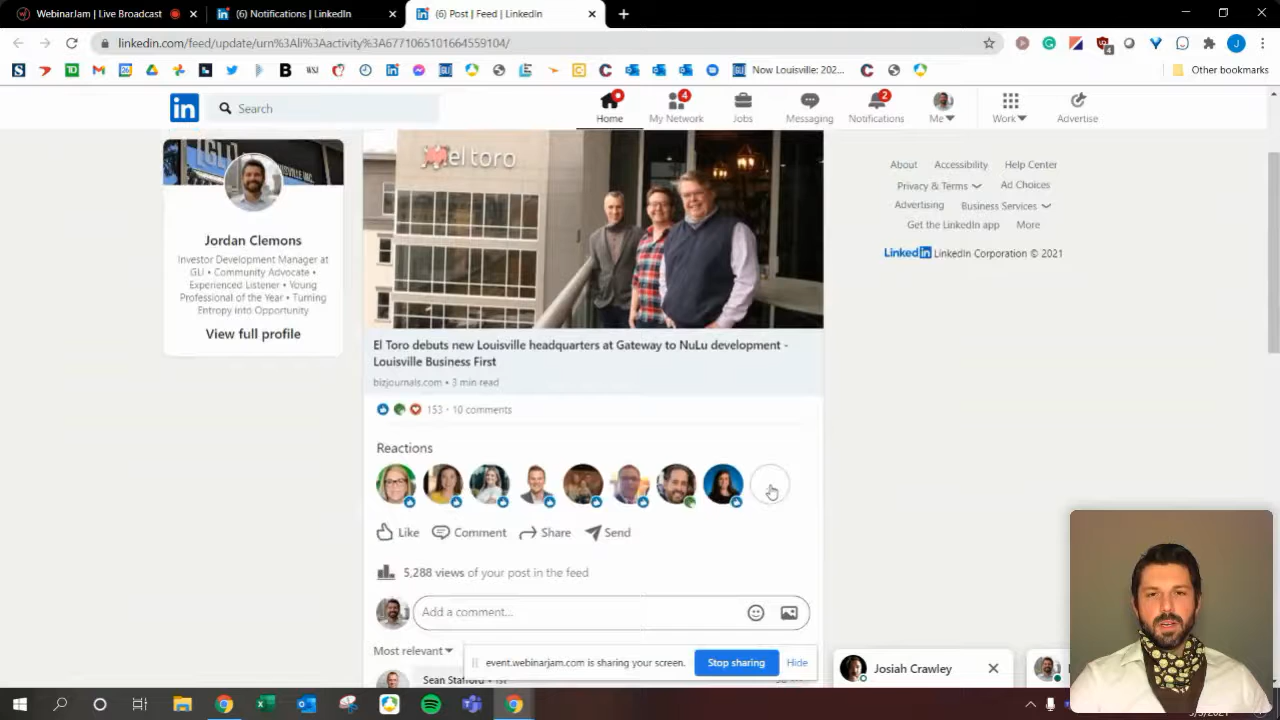 WebinarJam | Live Broadcast
(6) Notifications | LinkedIn
(6) Post | Feed | LinkedIn
linkedin.com/feed/update/urn%3Ali%3Aactivity%3A6771065101664559104/
Now Louisville: 202...
Other bookmarks
in
Search
Home
4
My Network
Jobs
Messaging
2
Notifications
Me
Work
Advertise
el toro
Jordan Clemons
Investor Development Manager at
GLI • Community Advocate •
Experienced Listener • Young
Professional of the Year • Turning
Entropy into Opportunity
View full profile
About Accessibility Help Center
Privacy & Terms Ad Choices
Advertising Business Services
Get the LinkedIn app More
LinkedIn LinkedIn Corporation © 2021
El Toro debuts new Louisville headquarters at Gateway to NuLu development -
Louisville Business First
bizjournals.com • 3 min read
153 · 10 comments
Reactions
Like Comment Share Send
5,288 views of your post in the feed
Add a comment...
Most relevant
event.webinarjam.com is sharing your screen. Stop sharing Hide
Josiah Crawley